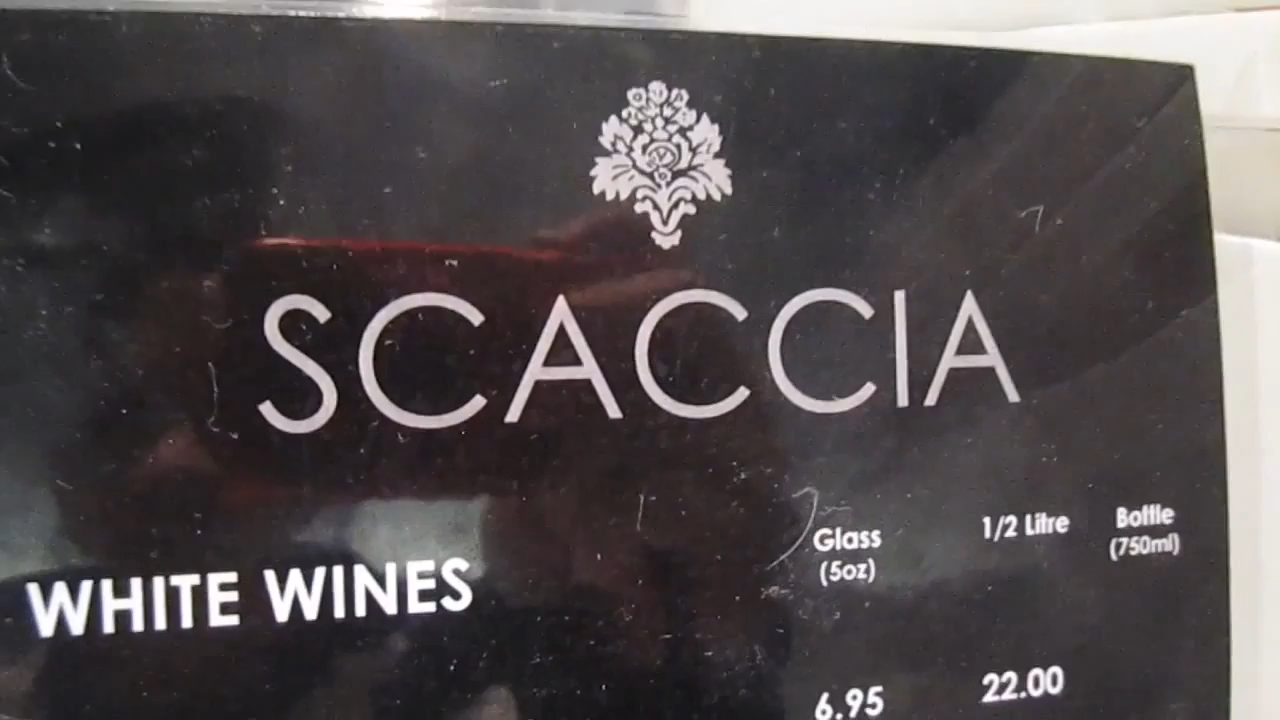 SCACCIA
Glass 1/2 Litre Bottle
(5oz) (750ml)
WHITE WINES
6.95 22.00